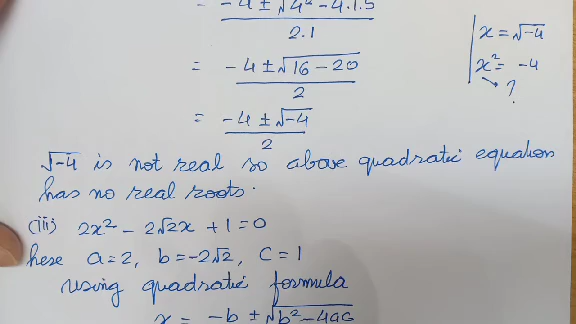 = -4 ± √4² - 4.1.5 / 2.1
= -4 ± √16 - 20 / 2
= -4 ± √-4 / 2
x = √-4
x² = -4
?
√-4 is not real so above quadratic equation
has no real roots.
(iii) 2x² - 2√2x + 1 = 0
here a = 2, b = -2√2, C = 1
Using quadratic formula
x = -b ± √b² - 4ac